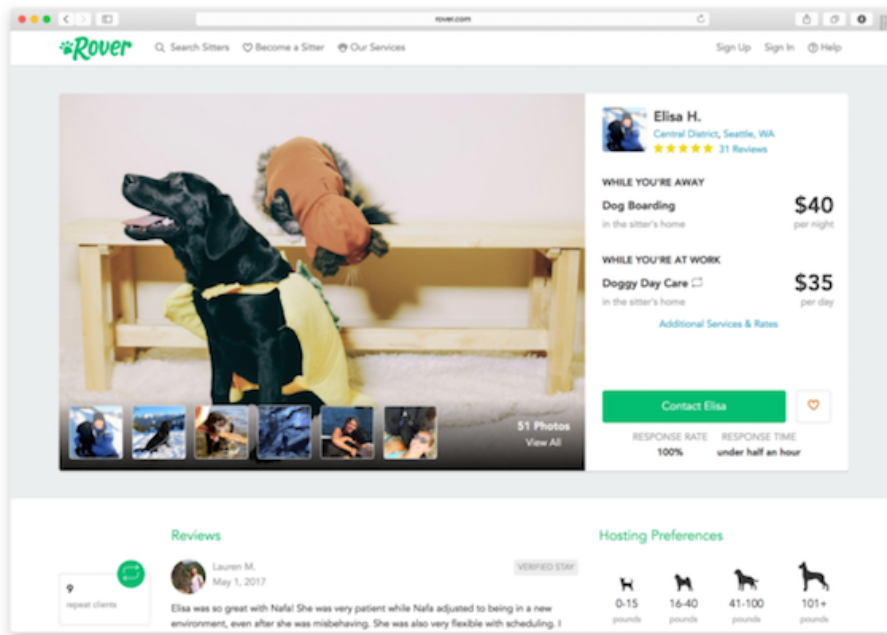 rover.com
Rover
Search Sitters Become a Sitter Our Services
Sign Up Sign In Help
Elisa H.
Central District, Seattle, WA
31 Reviews
WHILE YOU'RE AWAY
Dog Boarding $40
in the sitter's home per night
WHILE YOU'RE AT WORK
Doggy Day Care $35
in the sitter's home per day
Additional Services & Rates
Contact Elisa
RESPONSE RATE RESPONSE TIME
100% under half an hour
51 Photos
View All
9
repeat clients
Reviews
Lauren M.
May 1, 2017
VERIFIED STAY
Elisa was so great with Nafa! She was very patient while Nafa adjusted to being in a new
environment, even after she was misbehaving. She was also very flexible with scheduling. I
Hosting Preferences
0-15 16-40 41-100 101+
pounds pounds pounds pounds